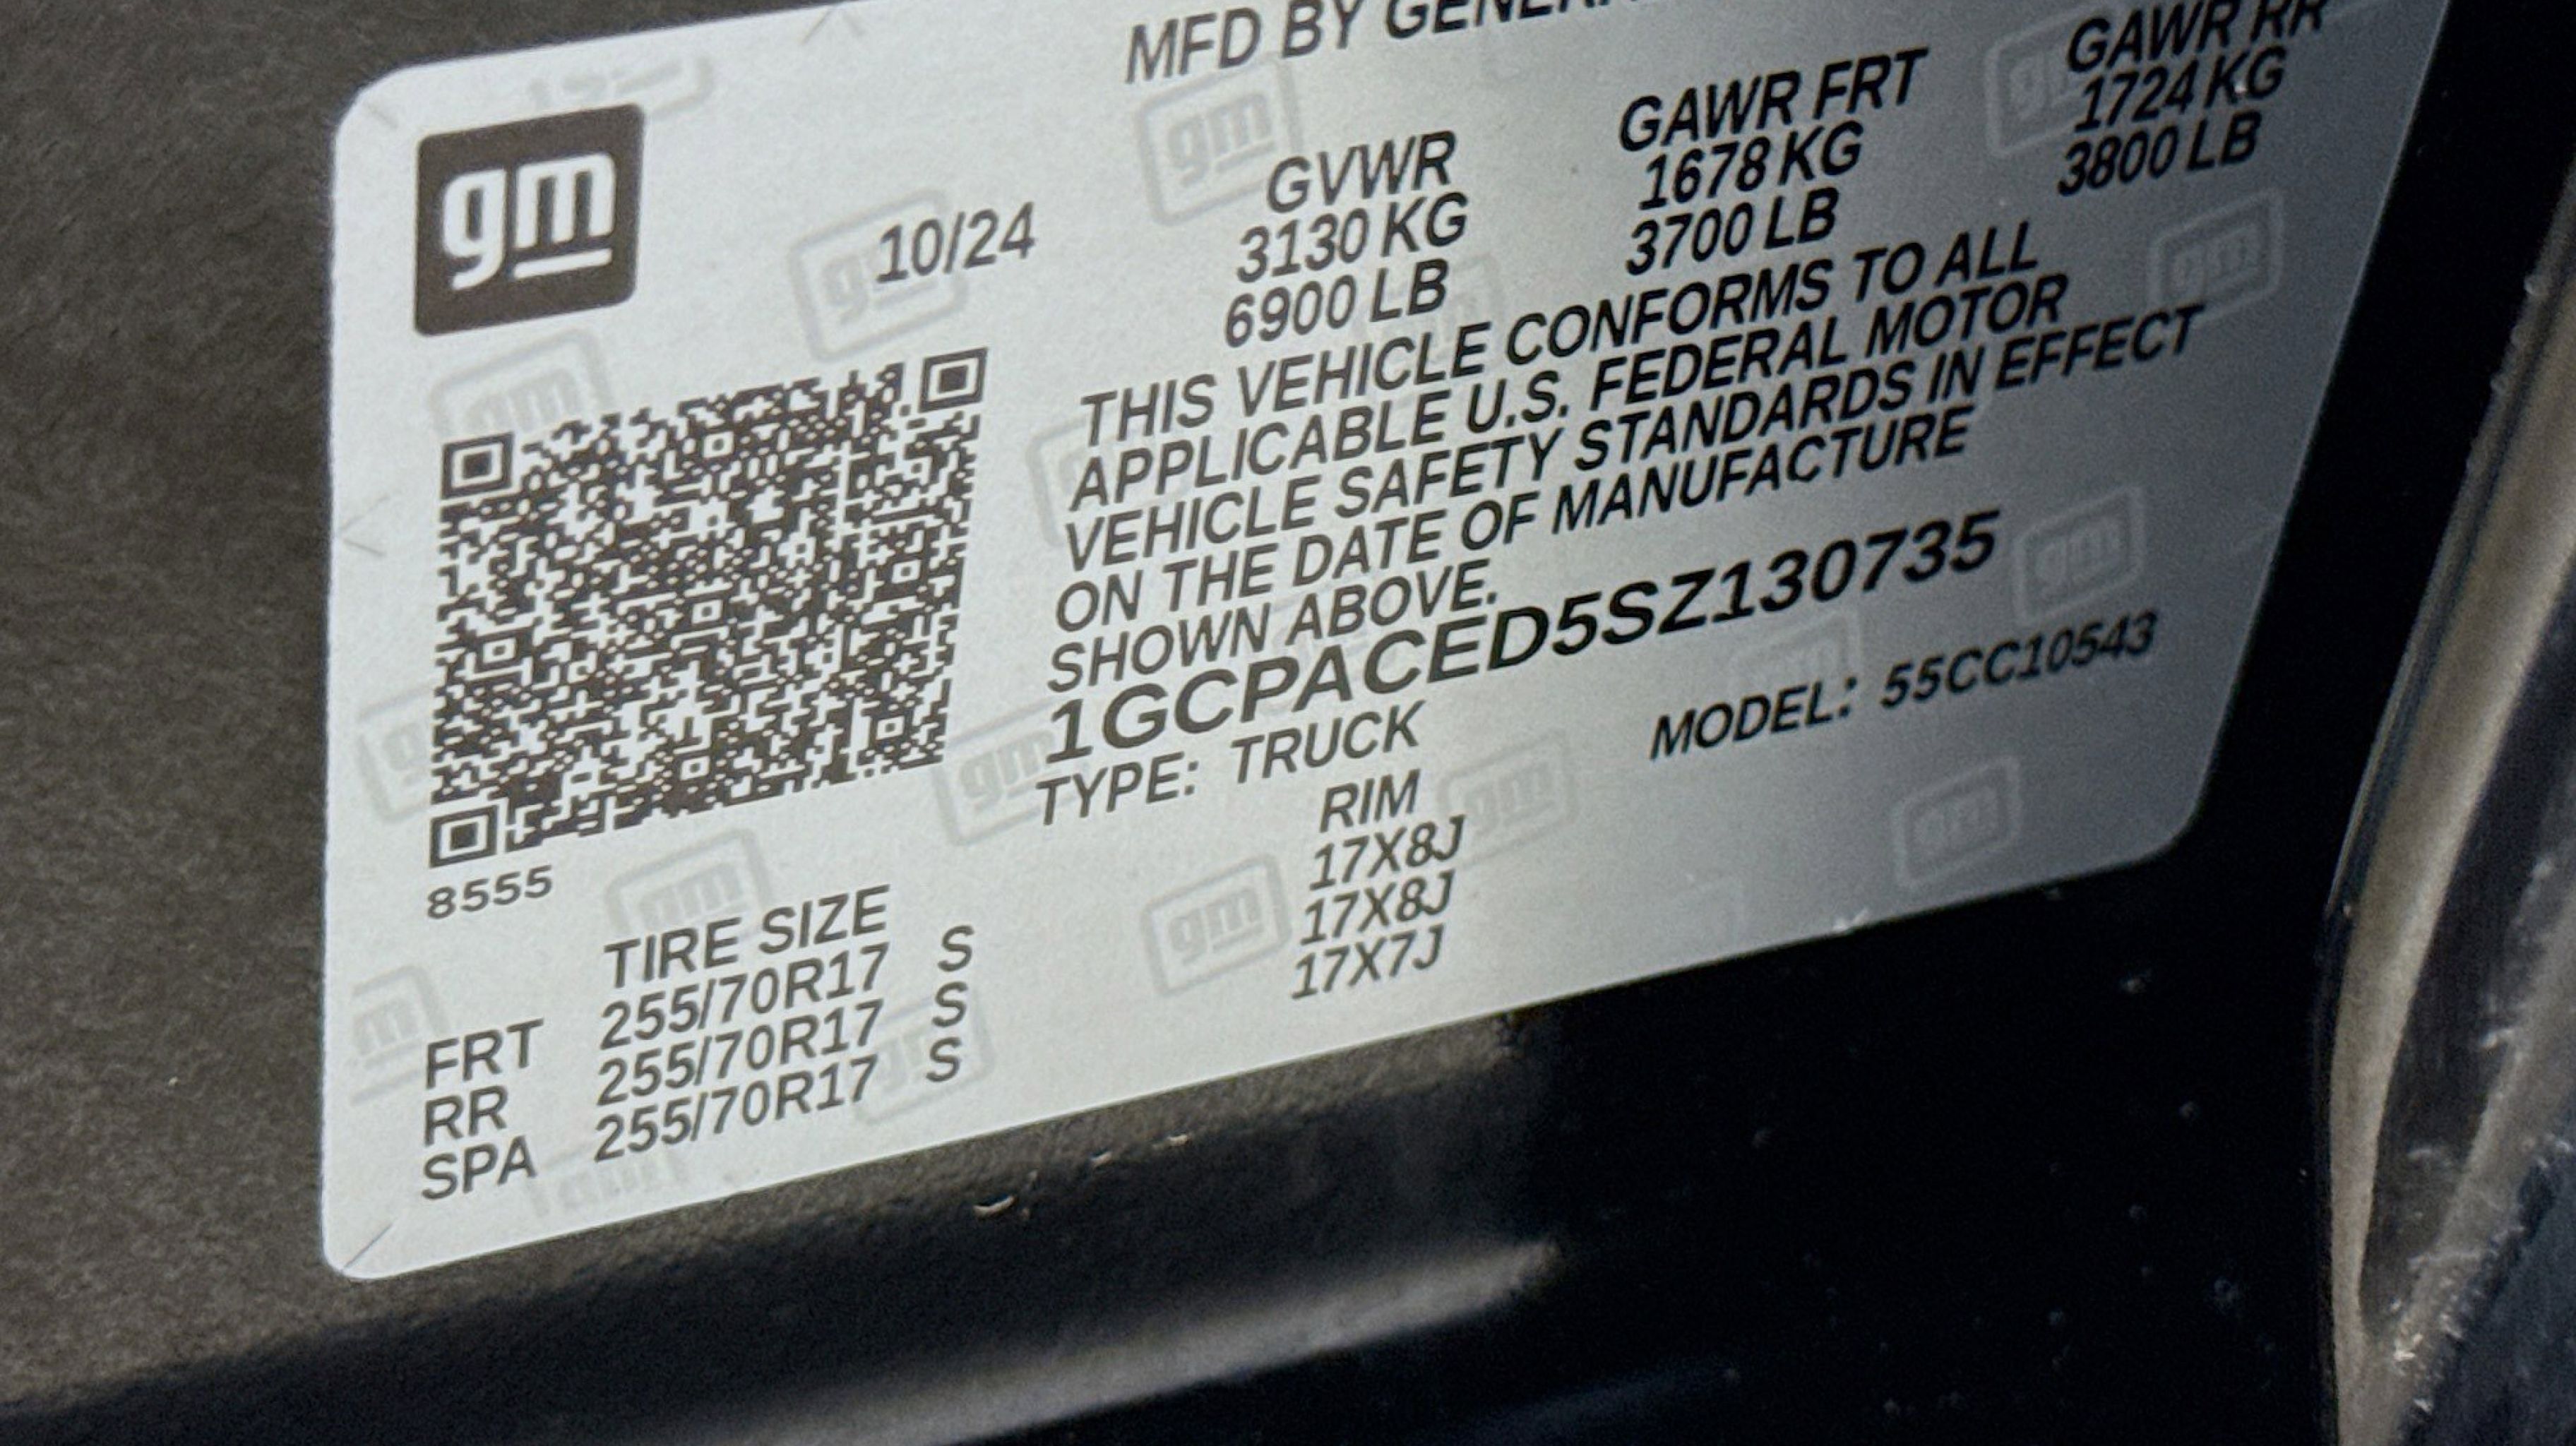 MFD BY GENERA
gm
10/24
GVWR GAWR FRT GAWR RR
3130 KG 1678 KG 1724 KG
6900 LB 3700 LB 3800 LB
THIS VEHICLE CONFORMS TO ALL
APPLICABLE U.S. FEDERAL MOTOR
VEHICLE SAFETY STANDARDS IN EFFECT
ON THE DATE OF MANUFACTURE
SHOWN ABOVE.
1GCPACED5SZ130735
TYPE: TRUCK MODEL: 55CC10543
8555
TIRE SIZE RIM
FRT 255/70R17 S 17X8J
RR 255/70R17 S 17X8J
SPA 255/70R17 S 17X7J